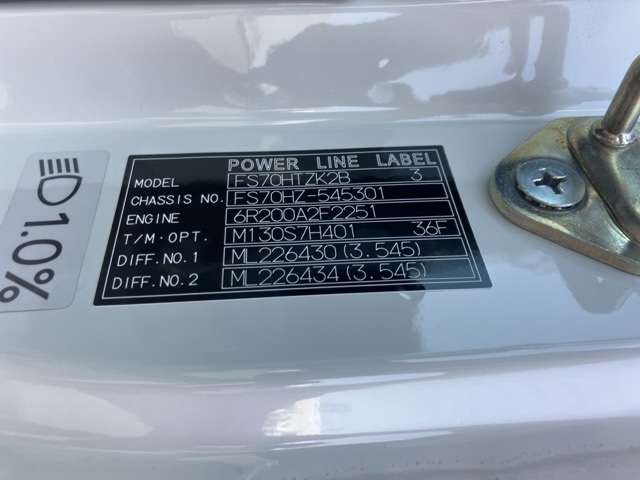 POWER LINE LABEL
MODEL FS70HTZK2B 3
CHASSIS NO. FS70HZ-545301
ENGINE 6R200A2F2251
T/M.OPT. M130S7H401 36F
DIFF.NO.1 ML226430(3.545)
DIFF.NO.2 ML226434(3.545)
1.0%